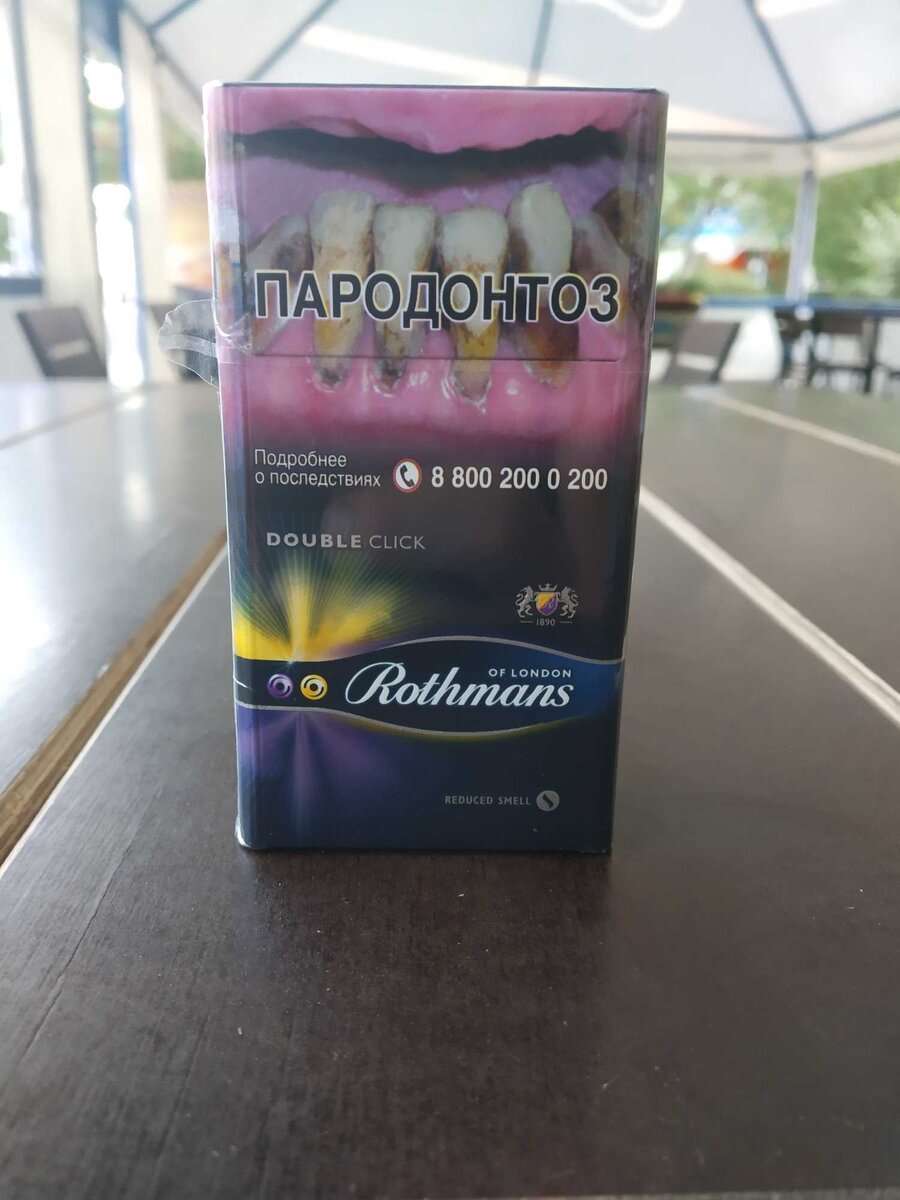 ПАРОДОНТОЗ
Подробнее
о последствиях
8 800 200 0 200
DOUBLE CLICK
1890
OF LONDON
Rothmans
REDUCED SMELL